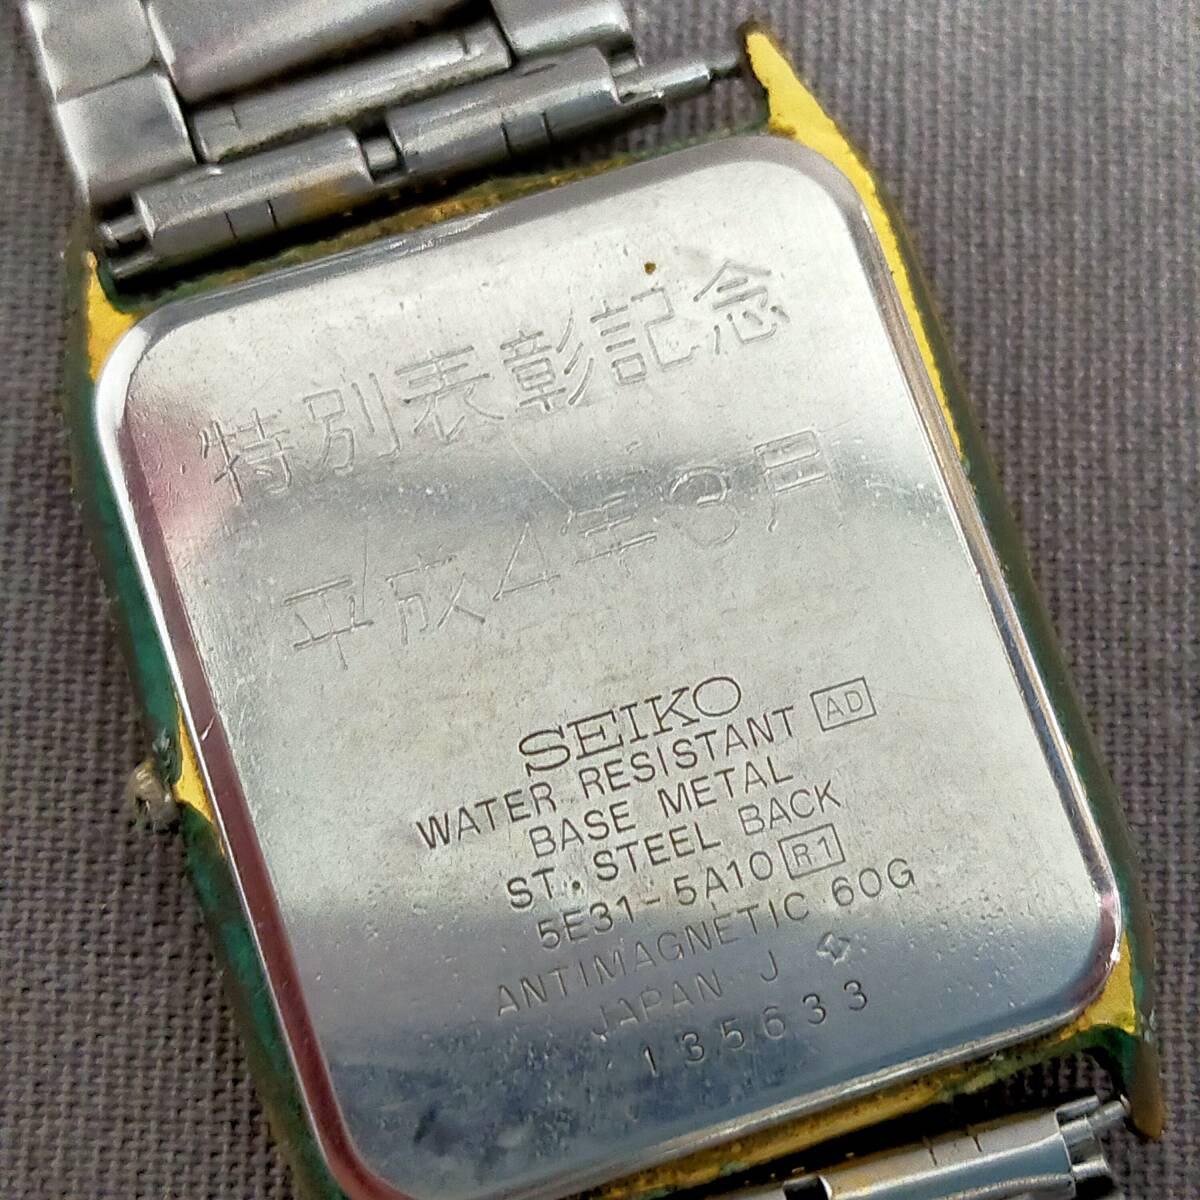 特別表彰記念
平成4年3月
SEIKO
WATER RESISTANT AD
BASE METAL
ST. STEEL BACK
5E31-5A10 R1
ANTIMAGNETIC 60G
JAPAN J
135633